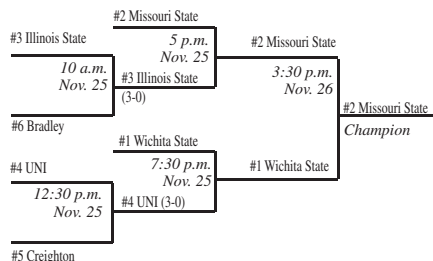 #2 Missouri State
#3 Illinois State
5 p.m.
Nov. 25
#2 Missouri State
10 a.m.
Nov. 25
#3 Illinois State
(3-0)
3:30 p.m.
Nov. 26
#6 Bradley
#2 Missouri State
Champion
#1 Wichita State
#4 UNI
7:30 p.m.
Nov. 25
#1 Wichita State
12:30 p.m.
Nov. 25
#4 UNI (3-0)
#5 Creighton